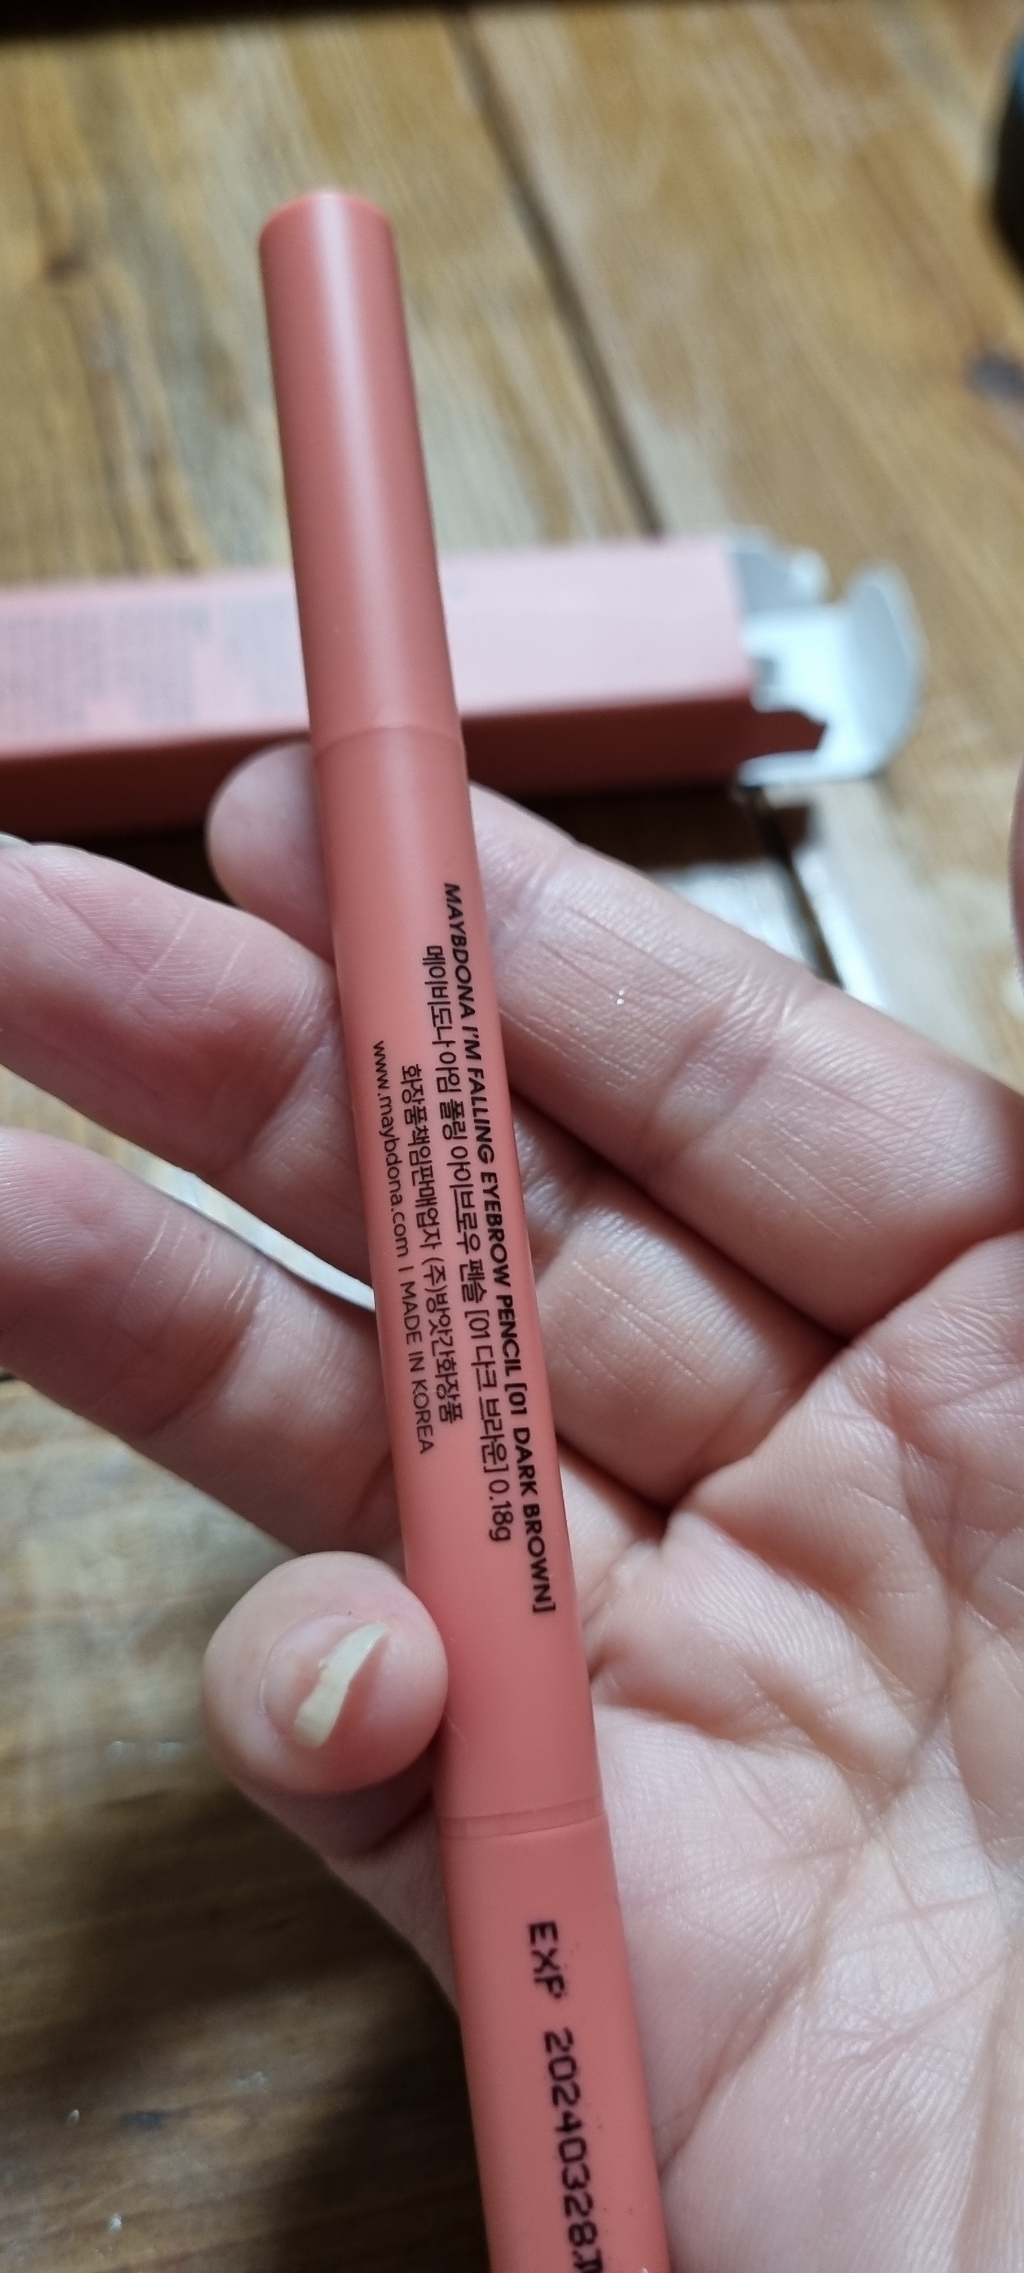 MAYBDONA I'M FALLING EYEBROW PENCIL [01 DARK BROWN]
메이비도나 아임 폴링 아이브로우 펜슬 [01 다크 브라운] 0.18g
화장품책임판매업자 (주)방앗간화장품
www.maybdona.com | MADE IN KOREA
EXP 20240328.